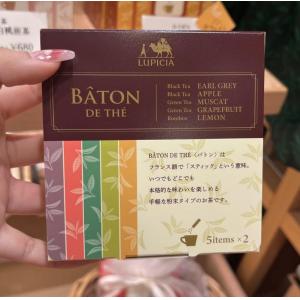 ¥680
LUPICIA
BÂTON
DE THÉ
Black Tea EARL GREY
Black Tea APPLE
Green Tea MUSCAT
Green Tea GRAPEFRUIT
Rooibos LEMON
BÂTON DE THÉ〈バトン〉は
フランス語で「スティック」という意味。
いつでもどこでも
本格的な味わいを楽しめる
手軽な粉末タイプのお茶です。
5items×2